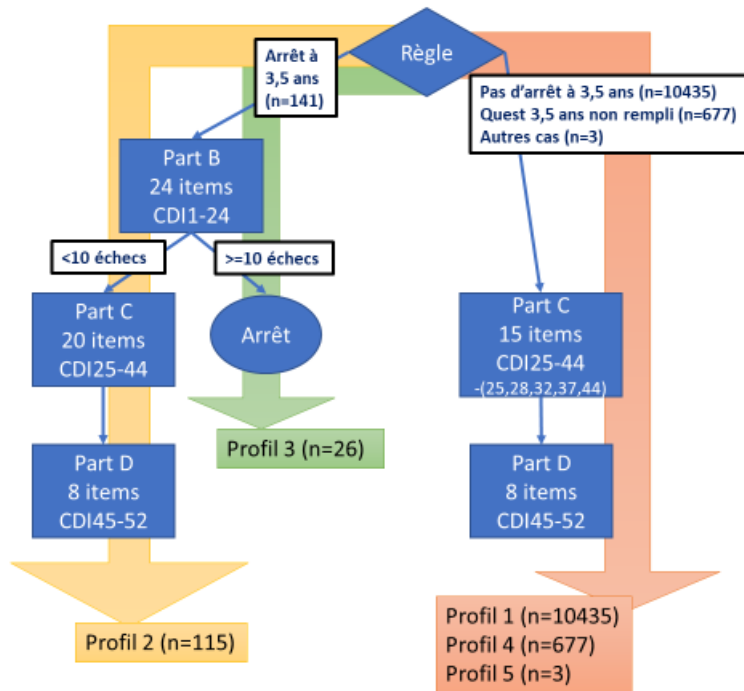 Règle
Arrêt à
3,5 ans
(n=141)
Pas d'arrêt à 3,5 ans (n=10435)
Quest 3,5 ans non rempli (n=677)
Autres cas (n=3)
Part B
24 items
CDI1-24
<10 échecs
>=10 échecs
Part C
20 items
CDI25-44
Arrêt
Part C
15 items
CDI25-44
-(25,28,32,37,44)
Profil 3 (n=26)
Part D
8 items
CDI45-52
Part D
8 items
CDI45-52
Profil 2 (n=115)
Profil 1 (n=10435)
Profil 4 (n=677)
Profil 5 (n=3)